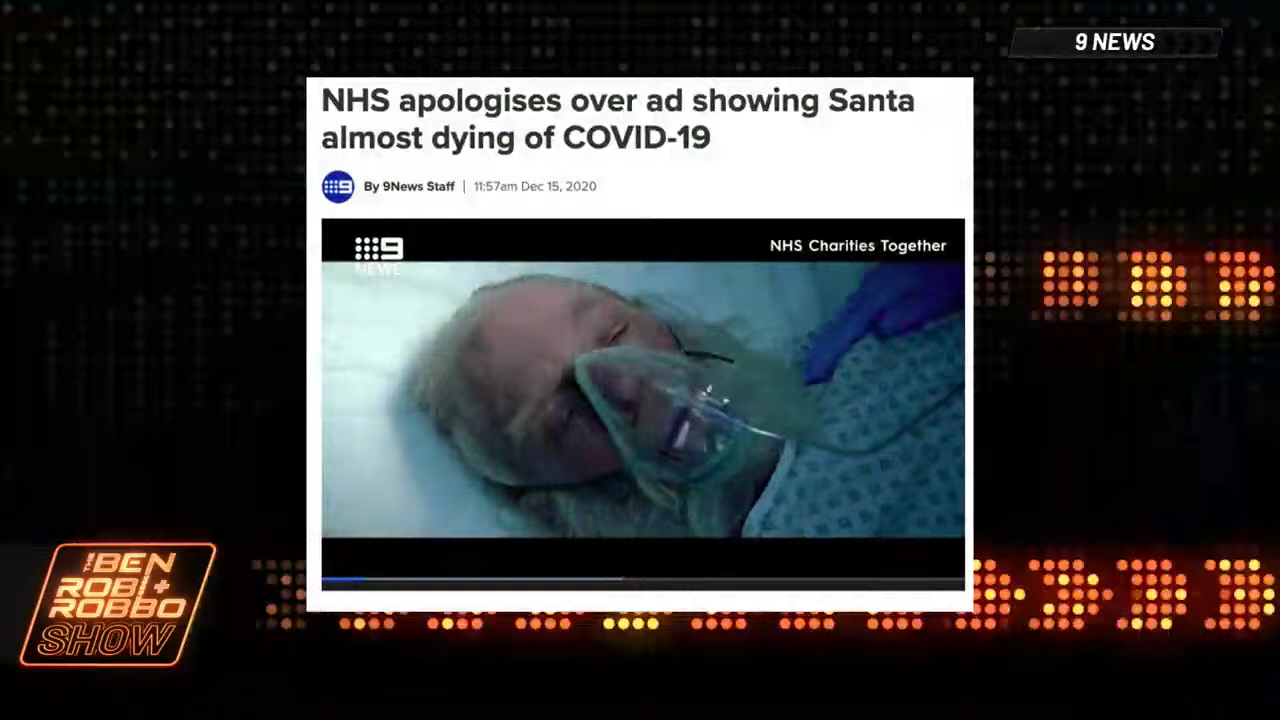 9 NEWS
NHS apologises over ad showing Santa
almost dying of COVID-19
9 By 9News Staff | 11:57am Dec 15, 2020
9
NEWS
NHS Charities Together
THE BEN
ROBI +
ROBBO
SHOW